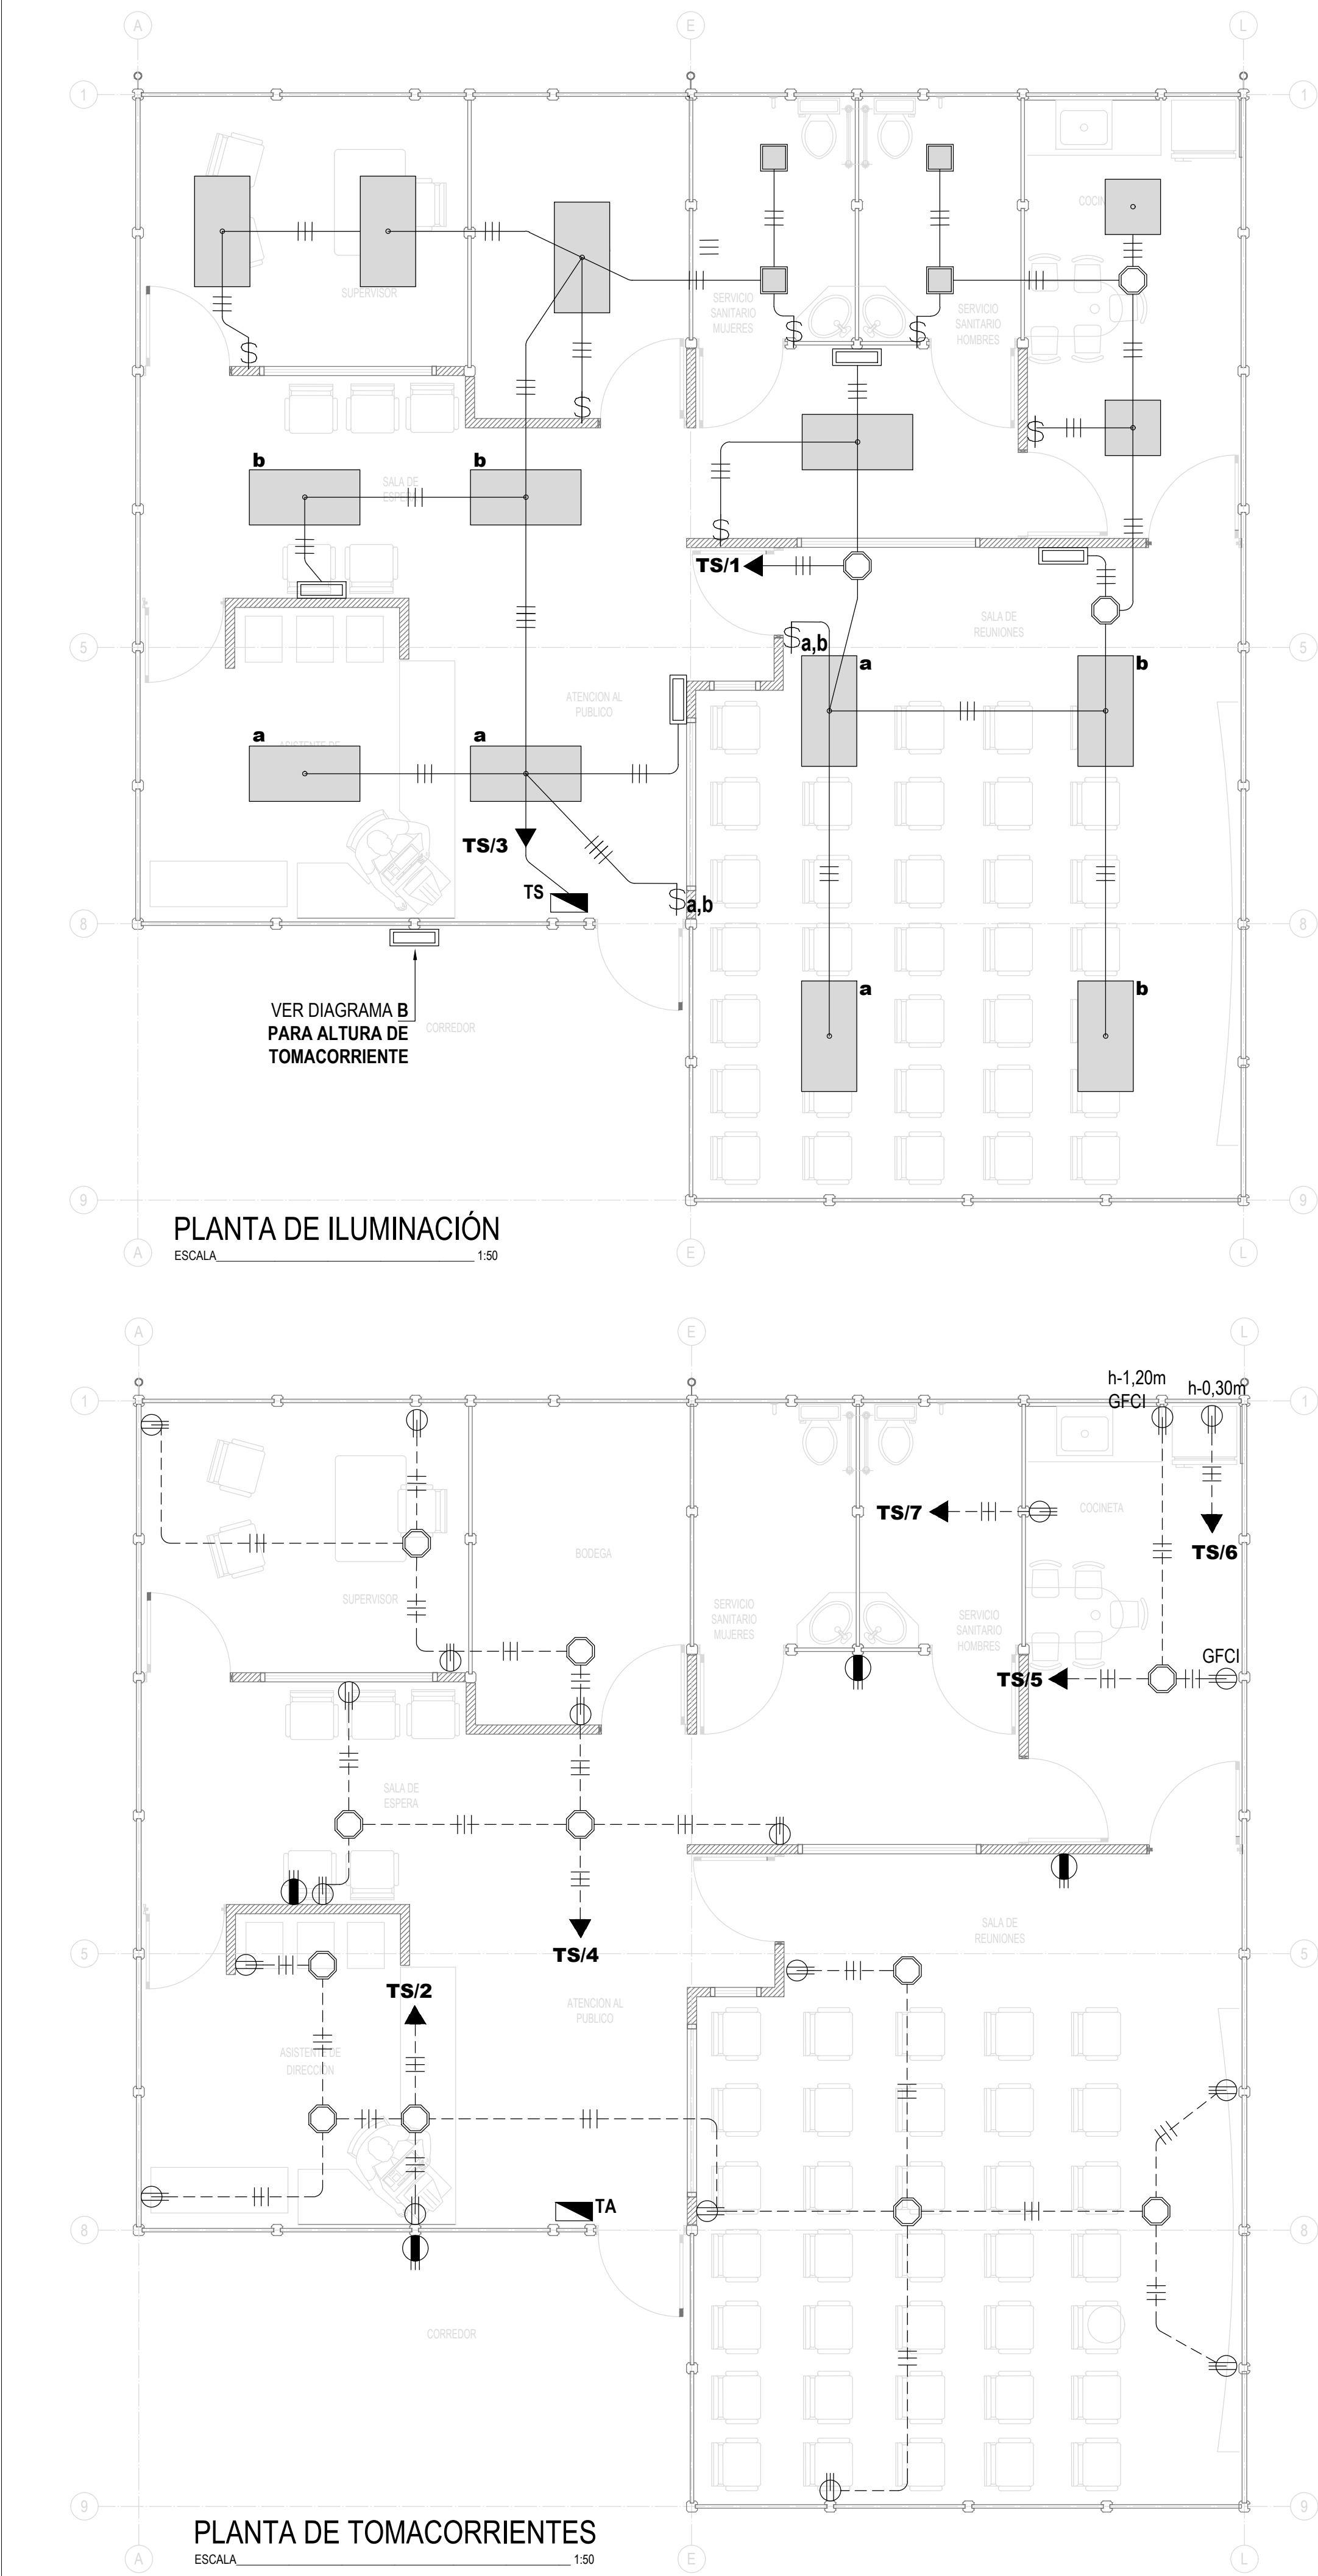 A
E
L
1
1
COCIN
SUPERVISOR
SERVICIO
SANITARIO
MUJERES
SERVICIO
SANITARIO
HOMBRES
$
$
$
$
$
$
b
b
SALA DE
ESPERA
TS/1
SALA DE
REUNIONES
5
$a,b
5
a
b
ATENCION AL
PUBLICO
a
a
ASISTENTE DE
TS/3
TS
$a,b
8
8
a
b
VER DIAGRAMA B
PARA ALTURA DE
TOMACORRIENTE
CORREDOR
9
9
PLANTA DE ILUMINACIÓN
ESCALA 1:50
A
E
L
A
E
L
h-1,20m
GFCI
h-0,30m
1
1
TS/7
COCINETA
TS/6
BODEGA
SUPERVISOR
SERVICIO
SANITARIO
MUJERES
SERVICIO
SANITARIO
HOMBRES
GFCI
TS/5
SALA DE
ESPERA
SALA DE
REUNIONES
TS/4
5
5
TS/2
ATENCION AL
PUBLICO
ASISTENTE DE
DIRECCIÓN
TA
8
8
CORREDOR
9
9
PLANTA DE TOMACORRIENTES
ESCALA 1:50
A
E
L